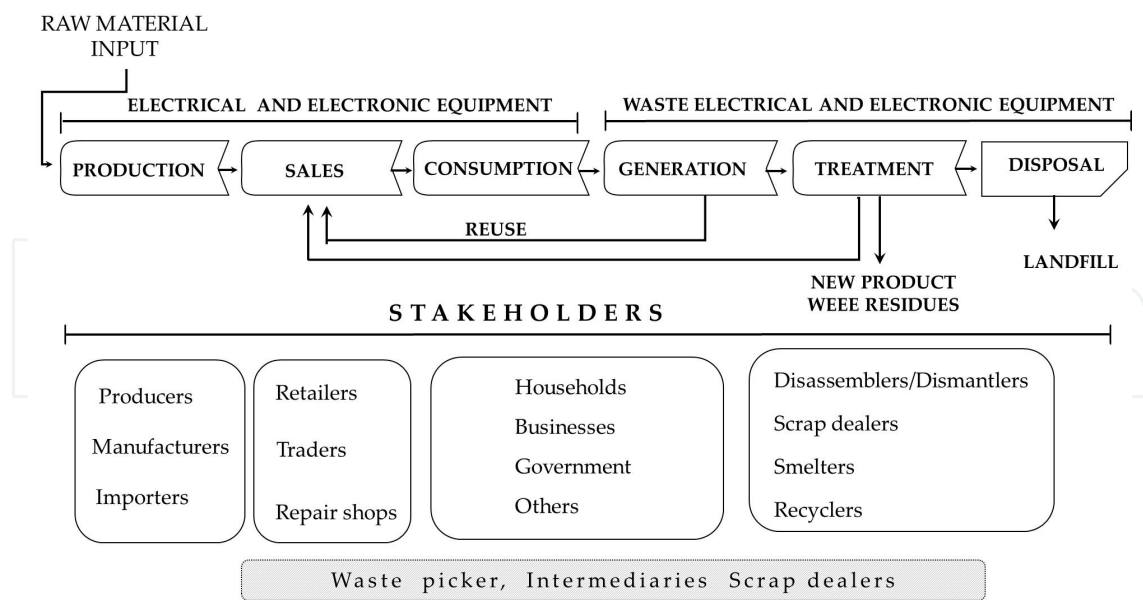 RAW MATERIAL
INPUT
ELECTRICAL AND ELECTRONIC EQUIPMENT
WASTE ELECTRICAL AND ELECTRONIC EQUIPMENT
PRODUCTION
SALES
CONSUMPTION
GENERATION
TREATMENT
DISPOSAL
REUSE
NEW PRODUCT
WEEE RESIDUES
LANDFILL
STAKEHOLDERS
Producers
Manufacturers
Importers
Retailers
Traders
Repair shops
Households
Businesses
Government
Others
Disassemblers/Dismantlers
Scrap dealers
Smelters
Recyclers
Waste picker, Intermediaries Scrap dealers